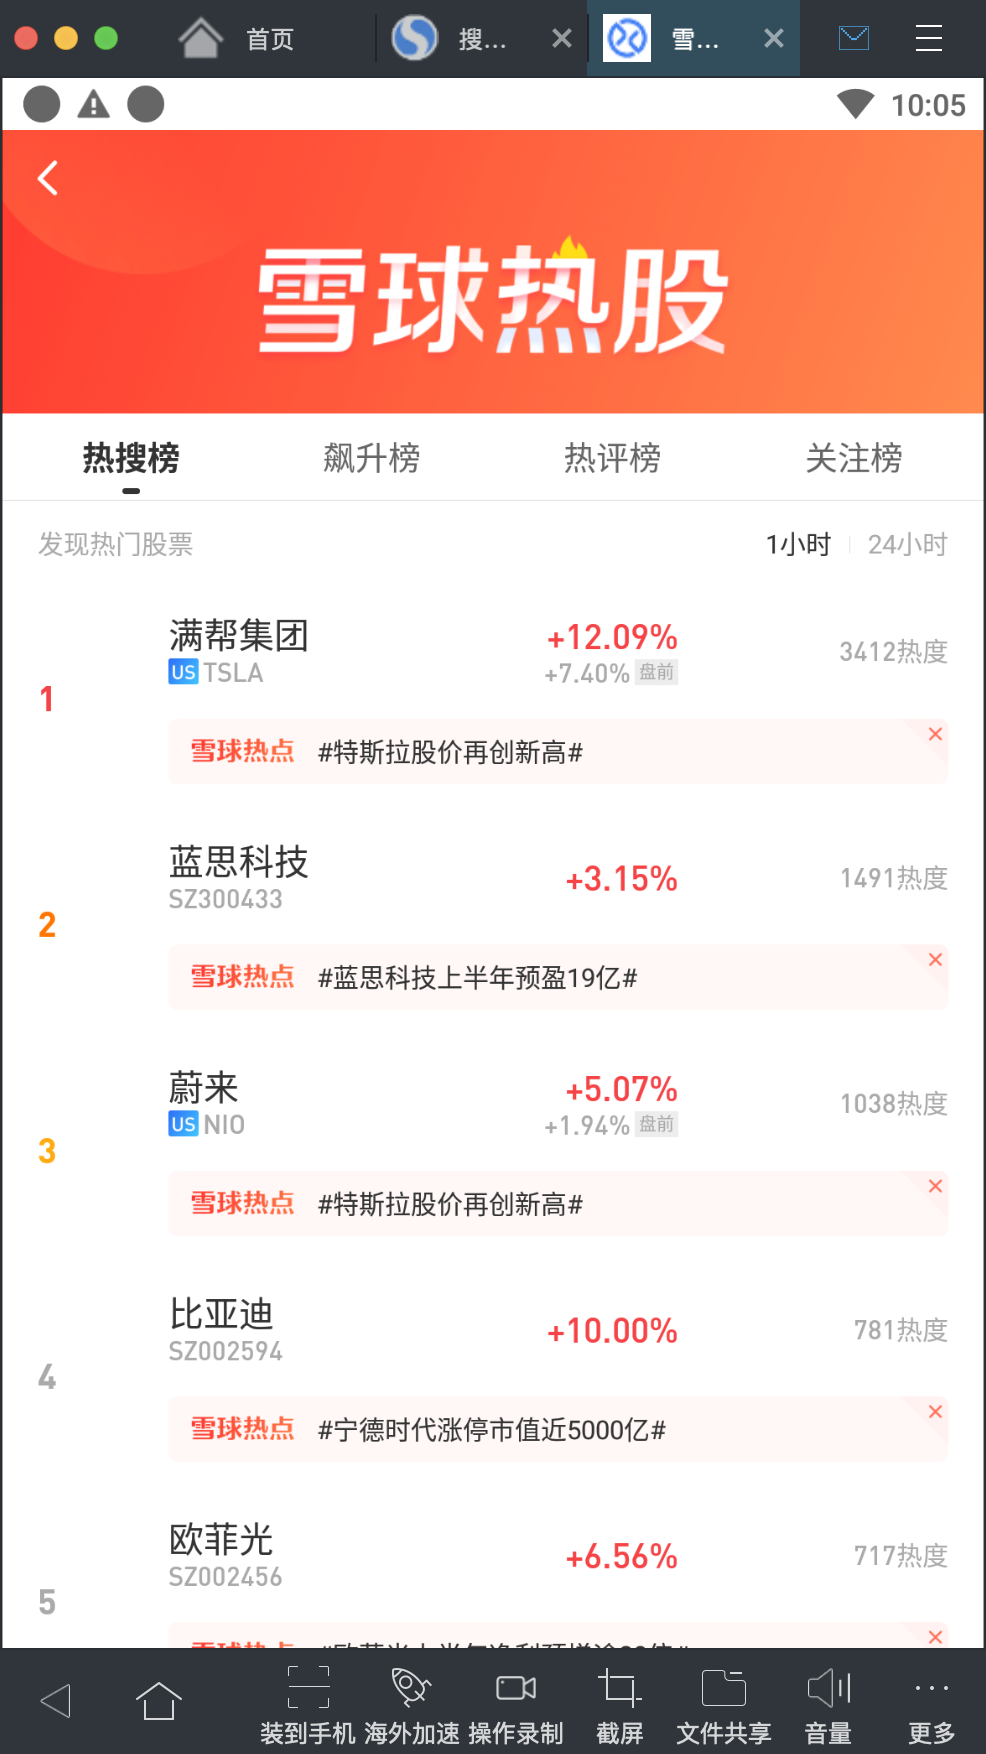 首页
搜...
雪...
10:05
雪球热股
热搜榜 飙升榜 热评榜 关注榜
发现热门股票 1小时 24小时
1
满帮集团 +12.09% 3412热度
US TSLA +7.40% 盘前
雪球热点 #特斯拉股价再创新高#
2
蓝思科技 +3.15% 1491热度
SZ300433
雪球热点 #蓝思科技上半年预盈19亿#
3
蔚来 +5.07% 1038热度
US NIO +1.94% 盘前
雪球热点 #特斯拉股价再创新高#
4
比亚迪 +10.00% 781热度
SZ002594
雪球热点 #宁德时代涨停市值近5000亿#
5
欧菲光 +6.56% 717热度
SZ002456
装到手机 海外加速 操作录制 截屏 文件共享 音量 更多